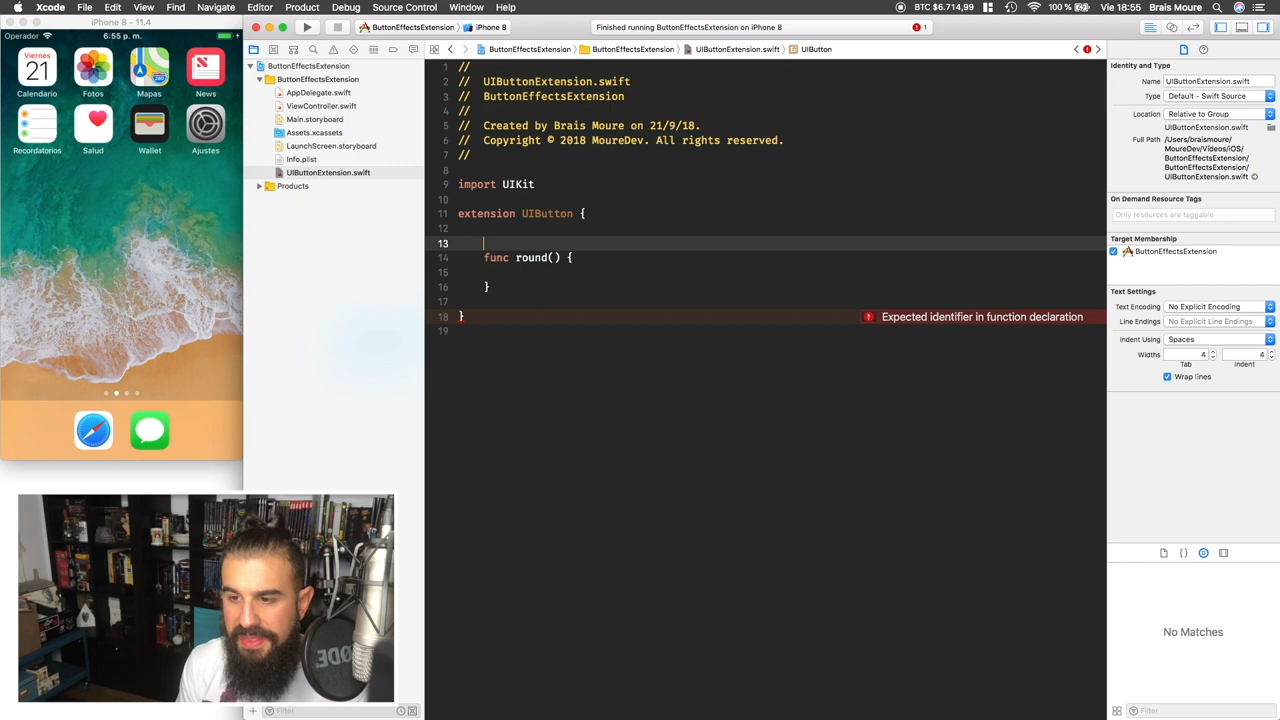 Xcode File Edit View Find Navigate Editor Product Debug Source Control Window Help
BTC $6.714,99 100 % Vie 18:55 Brais Moure
iPhone 8 - 11.4
Operador 6:55 p. m.
Viernes
21
Calendario Fotos Mapas News
Recordatorios Salud Wallet Ajustes
ButtonEffectsExtension iPhone 8
Finished running ButtonEffectsExtension on iPhone 8
1
ButtonEffectsExtension ButtonEffectsExtension UIButtonExtension.swift UIButton
ButtonEffectsExtension
ButtonEffectsExtension
AppDelegate.swift
ViewController.swift
Main.storyboard
Assets.xcassets
LaunchScreen.storyboard
Info.plist
UIButtonExtension.swift
Products
Filter
1 //
2 // UIButtonExtension.swift
3 // ButtonEffectsExtension
4 //
5 // Created by Brais Moure on 21/9/18.
6 // Copyright © 2018 MoureDev. All rights reserved.
7 //
8
9 import UIKit
10
11 extension UIButton {
12
13
14 func round() {
15
16 }
17
18 }
Expected identifier in function declaration
19
Identity and Type
Name UIButtonExtension.swift
Type Default - Swift Source
Location Relative to Group
UIButtonExtension.swift
Full Path /Users/braismoure/
MoureDev/Vídeos/iOS/
ButtonEffectsExtension/
ButtonEffectsExtension/
UIButtonExtension.swift
On Demand Resource Tags
Only resources are taggable
Target Membership
ButtonEffectsExtension
Text Settings
Text Encoding No Explicit Encoding
Line Endings No Explicit Line Endings
Indent Using Spaces
Widths 4 4
Tab Indent
Wrap lines
No Matches
Filter